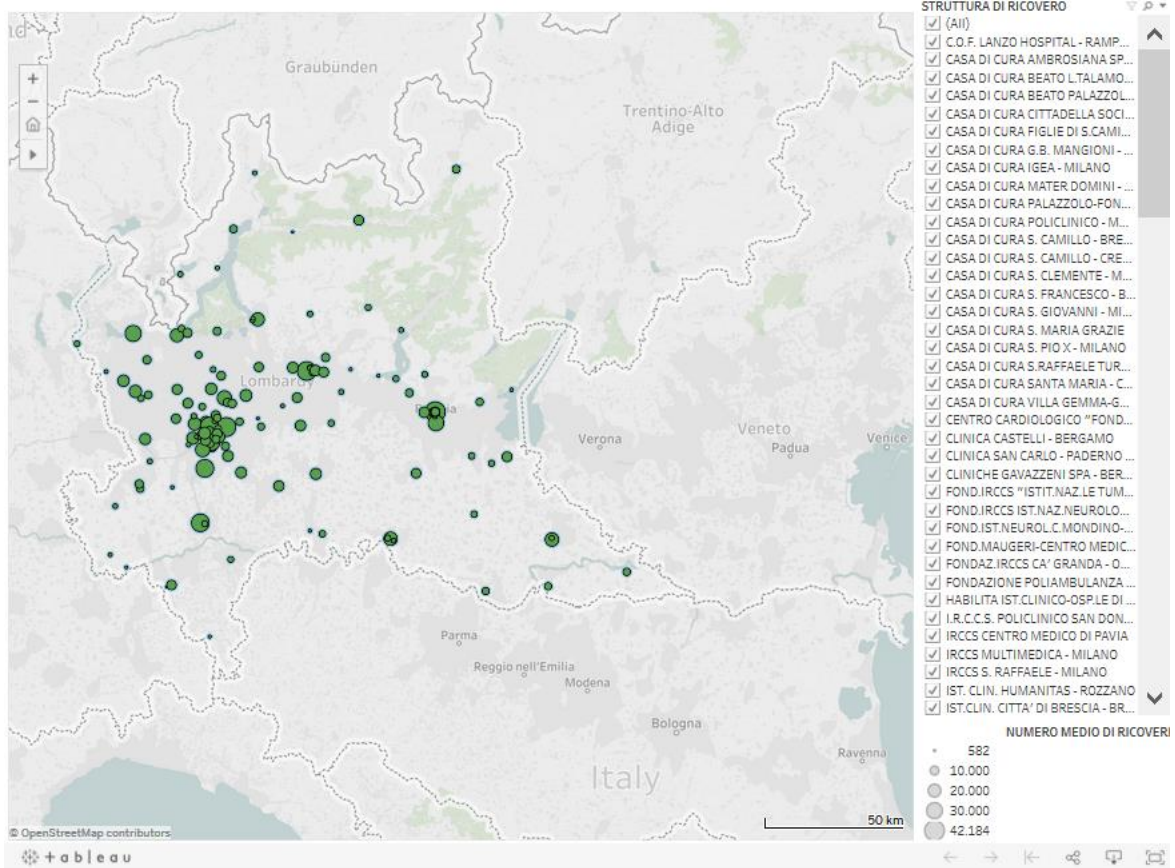 STRUTTURA DI RICOVERO
(All)
C.O.F. LANZO HOSPITAL - RAMP...
CASA DI CURA AMBROSIANA SP...
CASA DI CURA BEATO L.TALAMO...
CASA DI CURA BEATO PALAZZOL...
CASA DI CURA CITTADELLA SOCI...
CASA DI CURA FIGLIE DI S.CAMI...
CASA DI CURA G.B. MANGIONI - ...
CASA DI CURA IGEA - MILANO
CASA DI CURA MATER DOMINI - ...
CASA DI CURA PALAZZOLO-FON...
CASA DI CURA POLICLINICO - M...
CASA DI CURA S. CAMILLO - BRE...
CASA DI CURA S. CAMILLO - CRE...
CASA DI CURA S. CLEMENTE - M...
CASA DI CURA S. FRANCESCO - B...
CASA DI CURA S. GIOVANNI - MI...
CASA DI CURA S. MARIA GRAZIE
CASA DI CURA S. PIO X - MILANO
CASA DI CURA S.RAFFAELE TUR...
CASA DI CURA SANTA MARIA - C...
CASA DI CURA VILLA GEMMA-G...
CENTRO CARDIOLOGICO "FOND...
CLINICA CASTELLI - BERGAMO
CLINICA SAN CARLO - PADERNO ...
CLINICHE GAVAZZENI SPA - BER...
FOND.IRCCS "ISTIT.NAZ.LE TUM...
FOND.IRCCS IST.NAZ.NEUROLO...
FOND.IST.NEUROL.C.MONDINO-...
FOND.MAUGERI-CENTRO MEDIC...
FONDAZ.IRCCS CA' GRANDA - O...
FONDAZIONE POLIAMBULANZA ...
HABILITA IST.CLINICO-OSP.LE DI ...
I.R.C.C.S. POLICLINICO SAN DON...
IRCCS CENTRO MEDICO DI PAVIA
IRCCS MULTIMEDICA - MILANO
IRCCS S. RAFFAELE - MILANO
IST. CLIN. HUMANITAS - ROZZANO
IST.CLIN. CITTA' DI BRESCIA - BR...
NUMERO MEDIO DI RICOVERI
582
10.000
20.000
30.000
42.184
Graubünden
Trentino-Alto
Adige
Lombardy
Verona
Veneto
Padua
Venice
Parma
Reggio nell'Emilia
Modena
Bologna
Ravenna
Italy
50 km
© OpenStreetMap contributors
+ a b | e a u